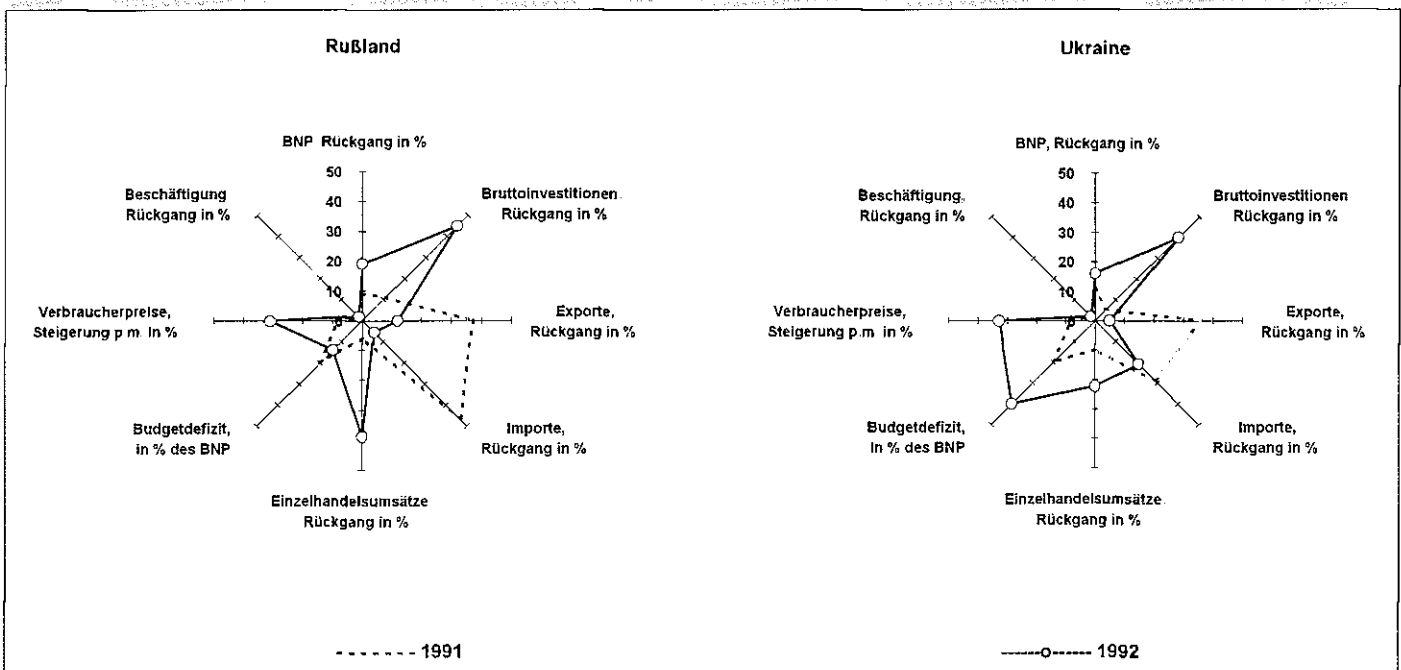 Rußland
BNP Rückgang in %
50
40
30
20
10
0
Beschäftigung
Rückgang in %
Bruttoinvestitionen
Rückgang in %
Verbraucherpreise,
Steigerung p.m. in %
Exporte,
Rückgang in %
Budgetdefizit,
in % des BNP
Importe,
Rückgang in %
Einzelhandelsumsätze
Rückgang in %
Ukraine
BNP, Rückgang in %
50
40
30
20
10
0
Beschäftigung,
Rückgang in %
Bruttoinvestitionen
Rückgang in %
Verbraucherpreise,
Steigerung p.m. in %
Exporte,
Rückgang in %
Budgetdefizit,
in % des BNP
Importe,
Rückgang in %
Einzelhandelsumsätze
Rückgang in %
1991
1992